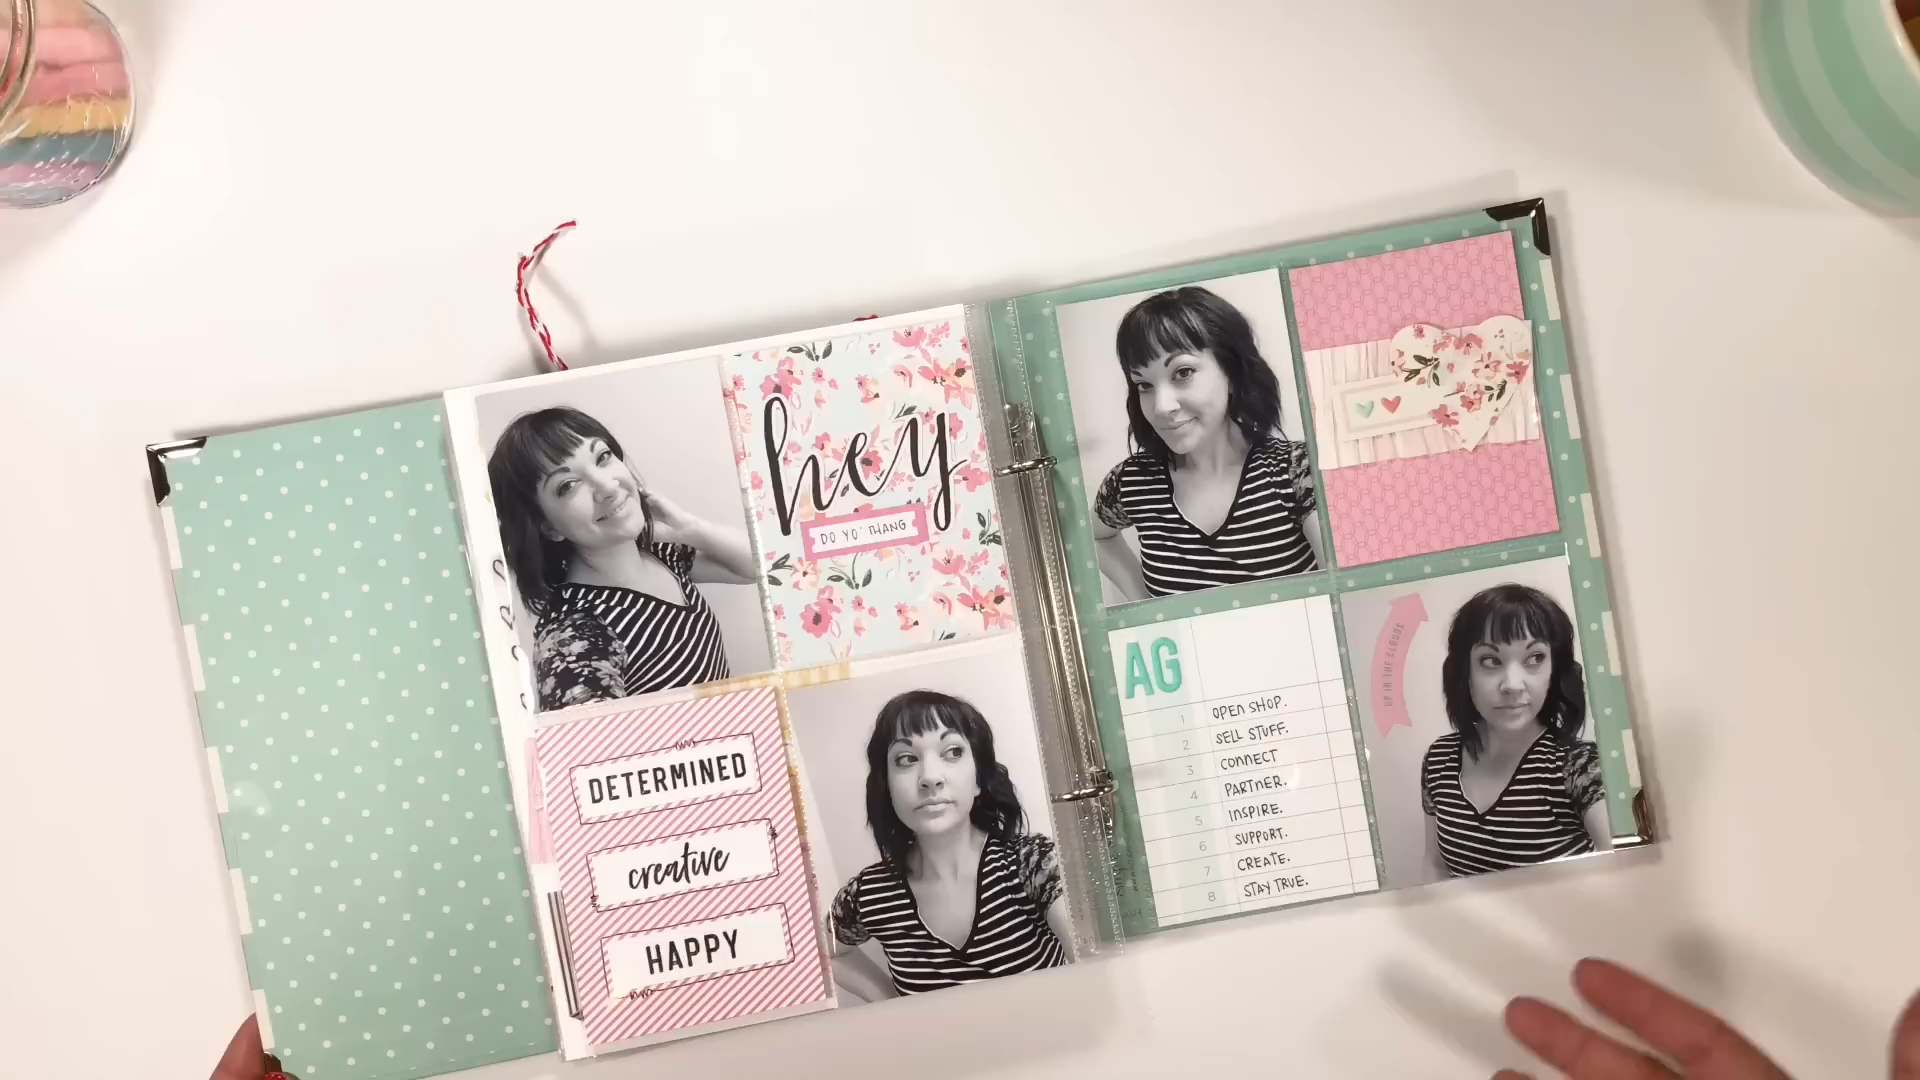 hey
DO YO' THANG
DETERMINED
creative
HAPPY
AG
1 OPEN SHOP.
2 SELL STUFF.
3 CONNECT
4 PARTNER.
5 INSPIRE.
6 SUPPORT.
7 CREATE.
8 STAY TRUE.
UP IN THE CLOUDS